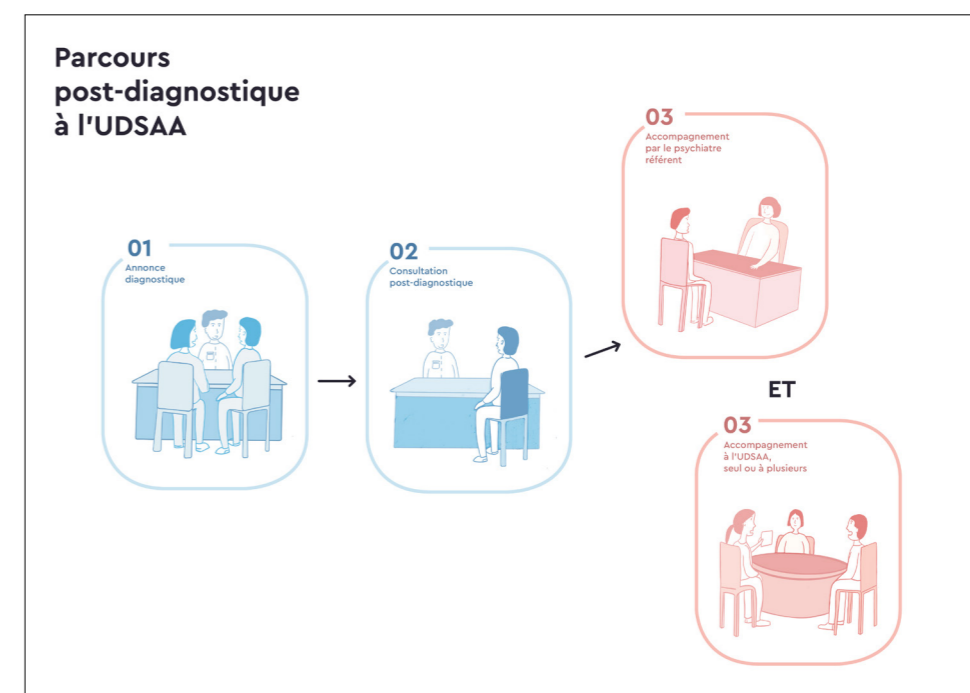 Parcours
post-diagnostique
à l'UDSAA
01
Annonce
diagnostique
02
Consultation
post-diagnostique
03
Accompagnement
par le psychiatre
référent
ET
03
Accompagnement
à l'UDSAA,
seul ou à plusieurs